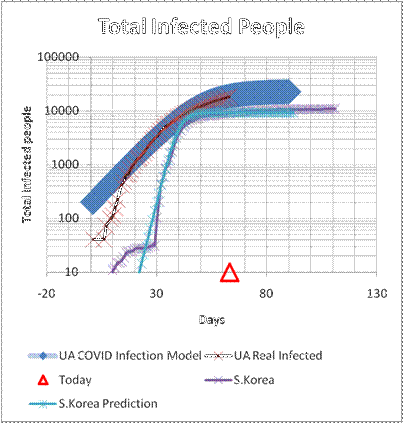 Total Infected People
100000
10000
1000
100
10
-20 30 80 130
Total Infected people
Days
UA COVID Infection Model UA Real Infected
Today S.Korea
S.Korea Prediction